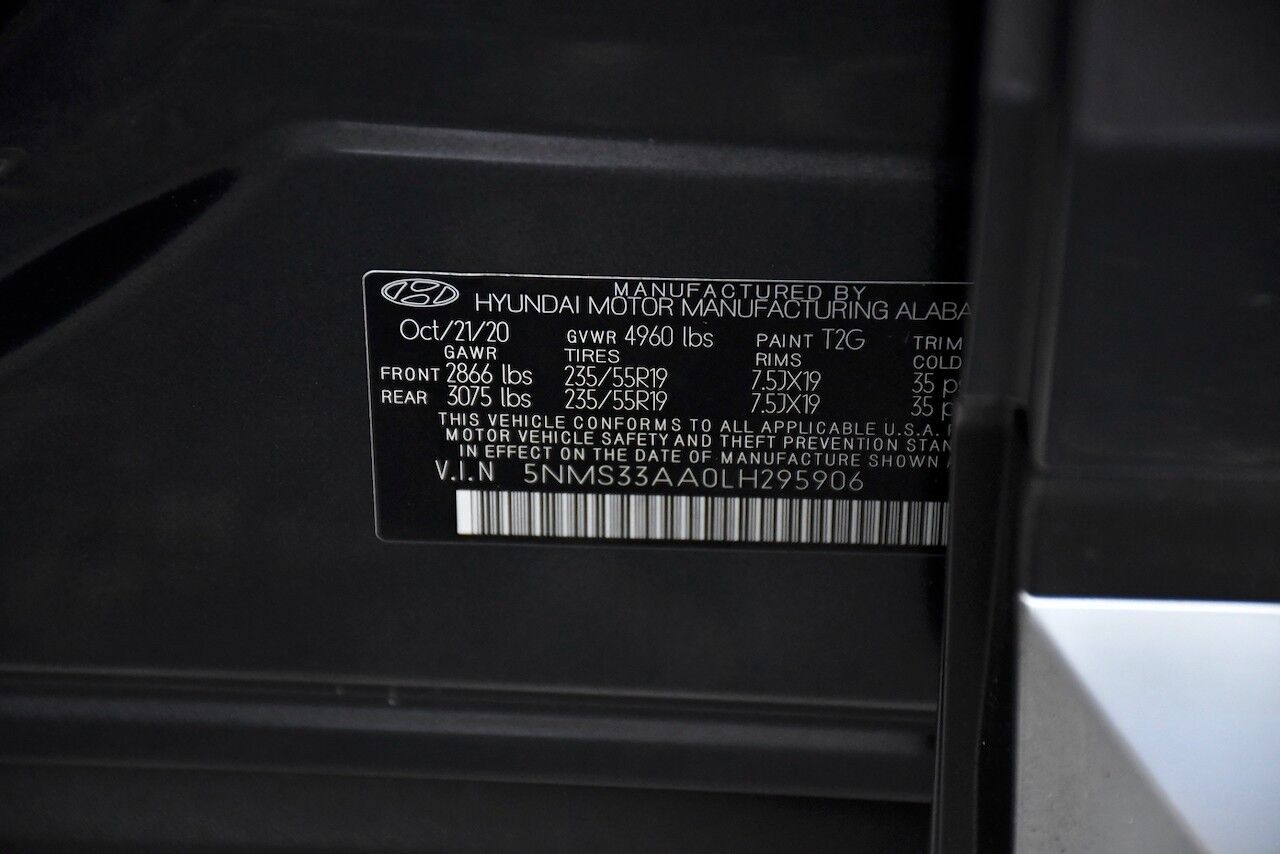 MANUFACTURED BY
HYUNDAI MOTOR MANUFACTURING ALABA
Oct/21/20 GVWR 4960 lbs PAINT T2G TRIM
GAWR TIRES RIMS COLD
FRONT 2866 lbs 235/55R19 7.5JX19 35 ps
REAR 3075 lbs 235/55R19 7.5JX19 35 p
THIS VEHICLE CONFORMS TO ALL APPLICABLE U.S.A.
MOTOR VEHICLE SAFETY AND THEFT PREVENTION STAN
IN EFFECT ON THE DATE OF MANUFACTURE SHOWN
V.I.N 5NMS33AA0LH295906